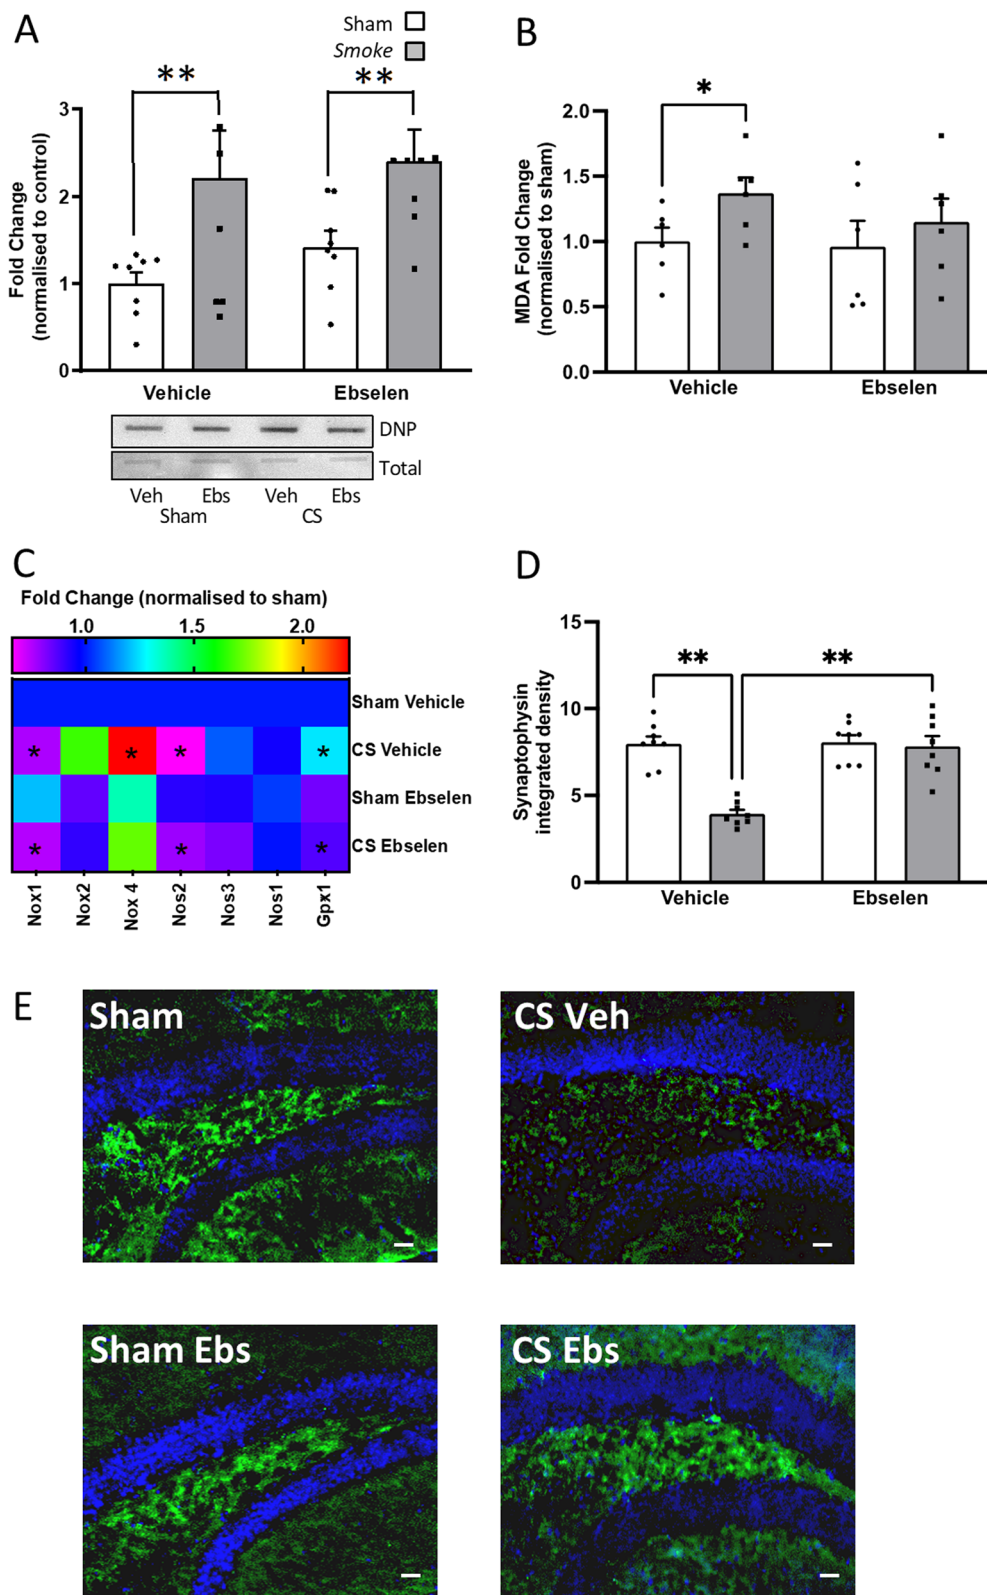 A
Sham
Smoke
**
**
Fold Change
(normalised to control)
3
2
1
0
Vehicle
Ebselen
DNP
Total
Veh
Ebs
Veh
Ebs
Sham
CS
B
*
MDA Fold Change
(normalised to sham)
2.0
1.5
1.0
0.5
0.0
Vehicle
Ebselen
C
Fold Change (normalised to sham)
1.0
1.5
2.0
Sham Vehicle
* * * *
CS Vehicle
Sham Ebselen
* * *
CS Ebselen
Nox1
Nox2
Nox 4
Nos2
Nos3
Nos1
Gpx1
D
**
**
Synaptophysin
integrated density
15
10
5
0
Vehicle
Ebselen
E
Sham
CS Veh
Sham Ebs
CS Ebs